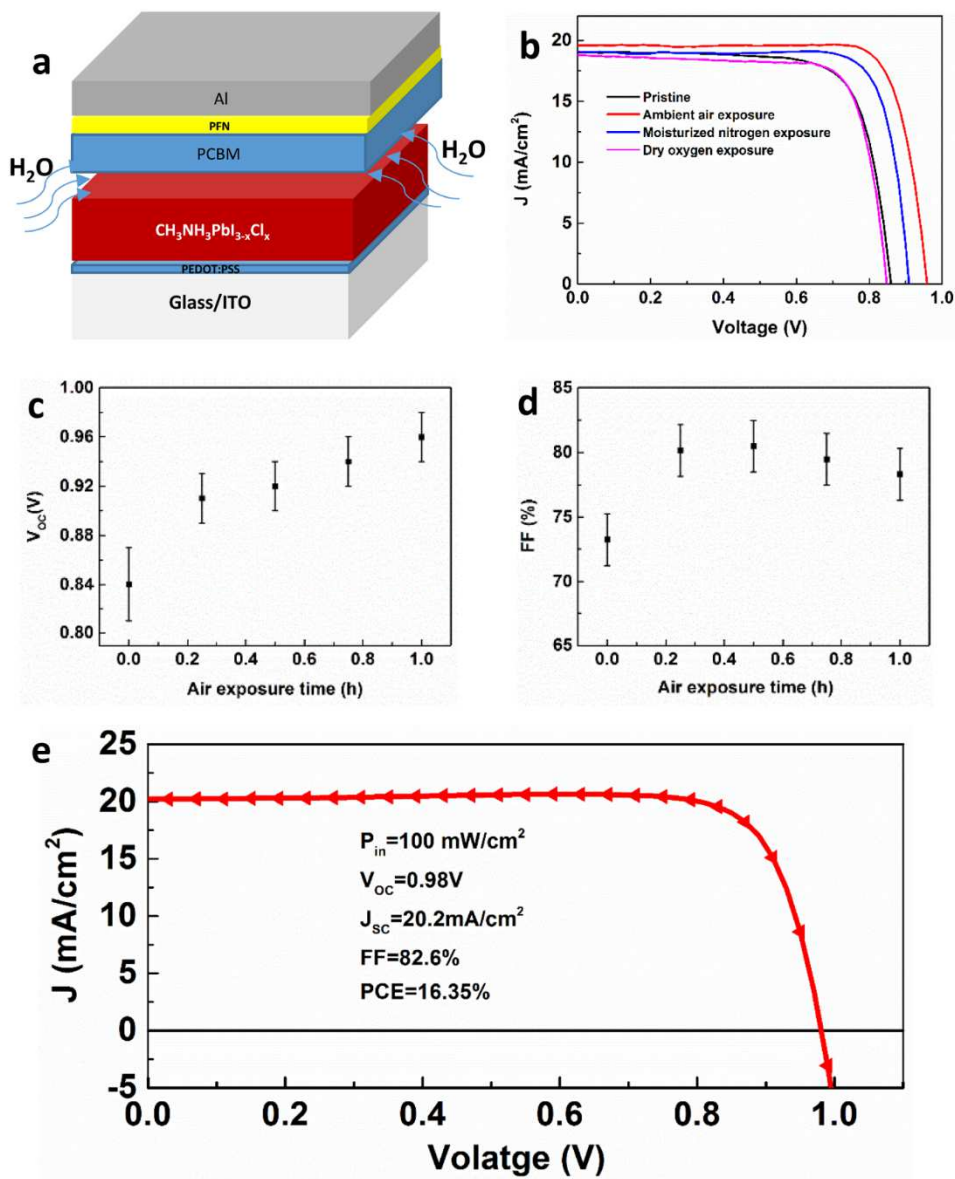 a
Al
PFN
PCBM
H₂O
H₂O
CH₃NH₃PbI₃₋ₓClₓ
PEDOT:PSS
Glass/ITO
b
20
15
10
5
0
J (mA/cm²)
Pristine
Ambient air exposure
Moisturized nitrogen exposure
Dry oxygen exposure
0.0 0.2 0.4 0.6 0.8 1.0
Voltage (V)
c
1.00
0.96
0.92
0.88
0.84
0.80
V_OC(V)
0.0 0.2 0.4 0.6 0.8 1.0
Air exposure time (h)
d
85
80
75
70
65
FF (%)
0.0 0.2 0.4 0.6 0.8 1.0
Air exposure time (h)
e
25
20
15
10
5
0
-5
J (mA/cm²)
P_in=100 mW/cm²
V_OC=0.98V
J_SC=20.2mA/cm²
FF=82.6%
PCE=16.35%
0.0 0.2 0.4 0.6 0.8 1.0
Volatge (V)